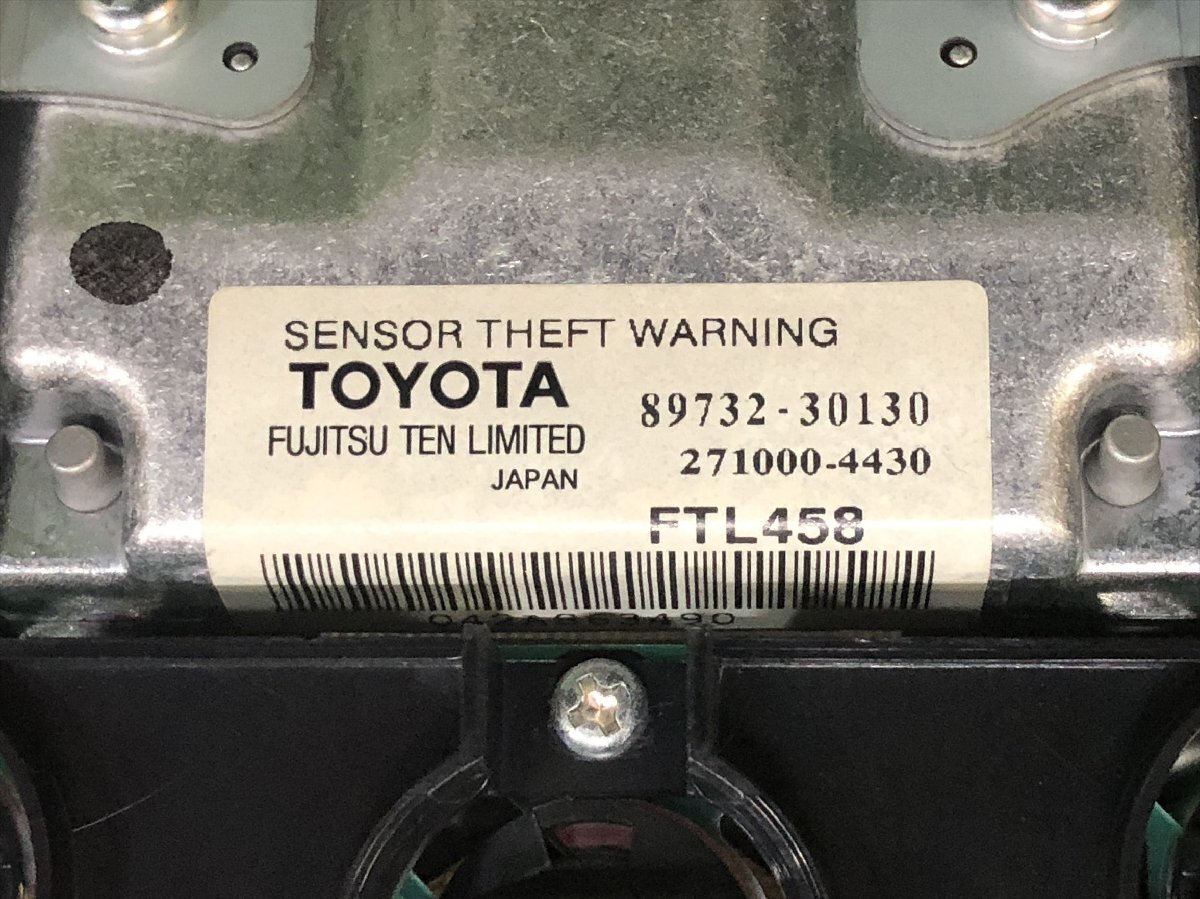 SENSOR THEFT WARNING
TOYOTA
89732-30130
FUJITSU TEN LIMITED
271000-4430
JAPAN
FTL458